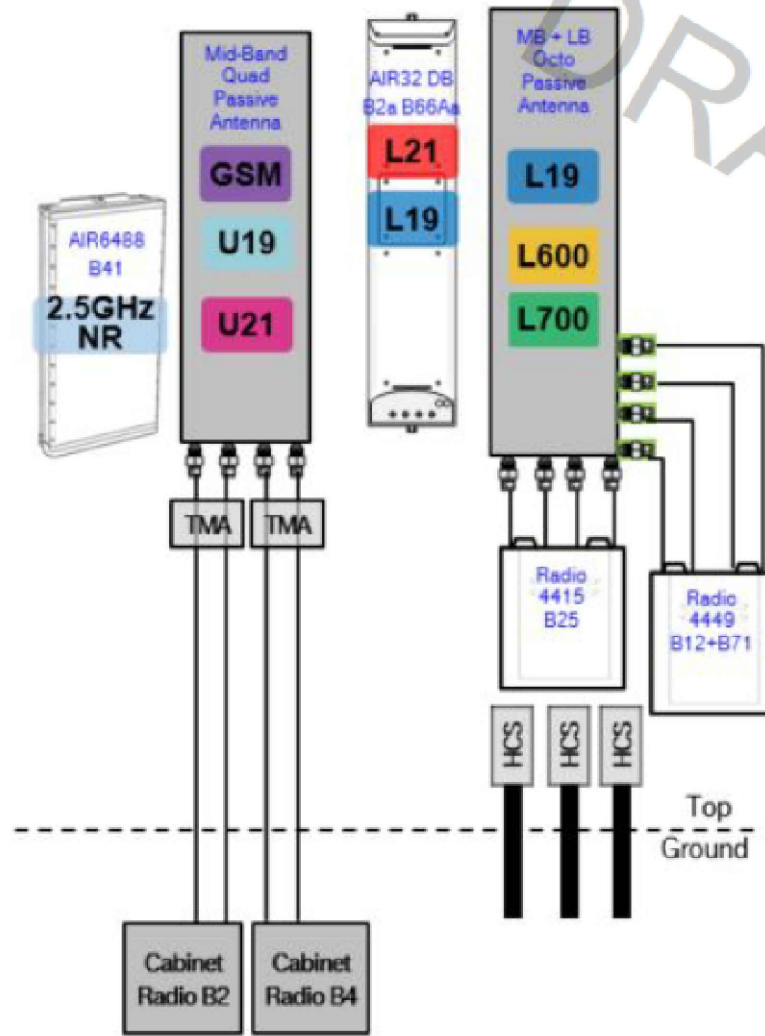 DRA
Mid-Band
Quad
Passive
Antenna
GSM
U19
U21
AIR6488
B41
2.5GHz
NR
AIR32 DB
B2a B66Aa
L21
L19
MB + LB
Octo
Passive
Antenna
L19
L600
L700
TMA
TMA
Radio
4415
B25
Radio
4449
B12+B71
HCS
HCS
HCS
Top
Ground
Cabinet
Radio B2
Cabinet
Radio B4